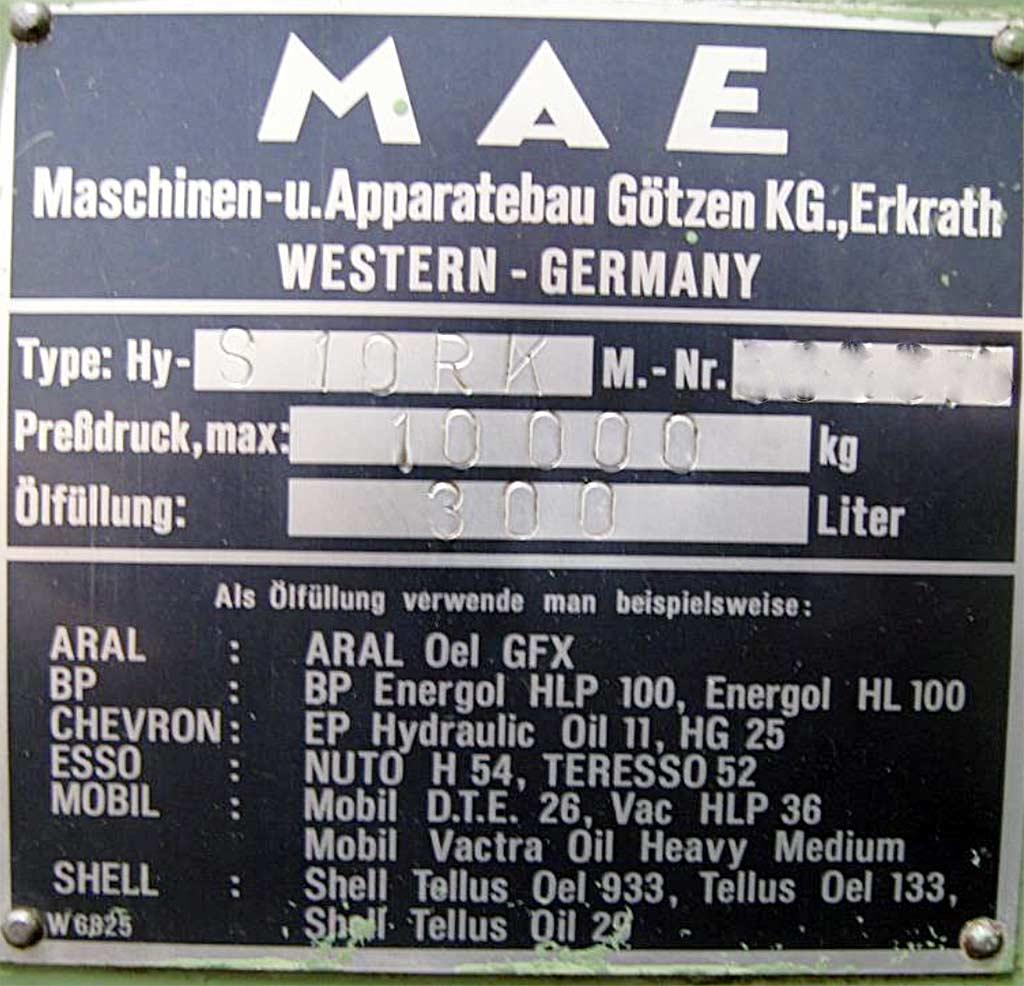 MAE
Maschinen-u. Apparatebau Götzen KG., Erkrath
WESTERN - GERMANY
Type: Hy- S 10RK M.-Nr.
Preßdruck, max: 10 000 kg
Ölfüllung: 300 Liter
Als Ölfüllung verwende man beispielsweise:
ARAL : ARAL Oel GFX
BP : BP Energol HLP 100, Energol HL 100
CHEVRON : EP Hydraulic Oil 11, HG 25
ESSO : NUTO H 54, TERESSO 52
MOBIL : Mobil D.T.E. 26, Vac HLP 36
Mobil Vactra Oil Heavy Medium
SHELL : Shell Tellus Oel 933, Tellus Oel 133,
Shell Tellus Oil 29